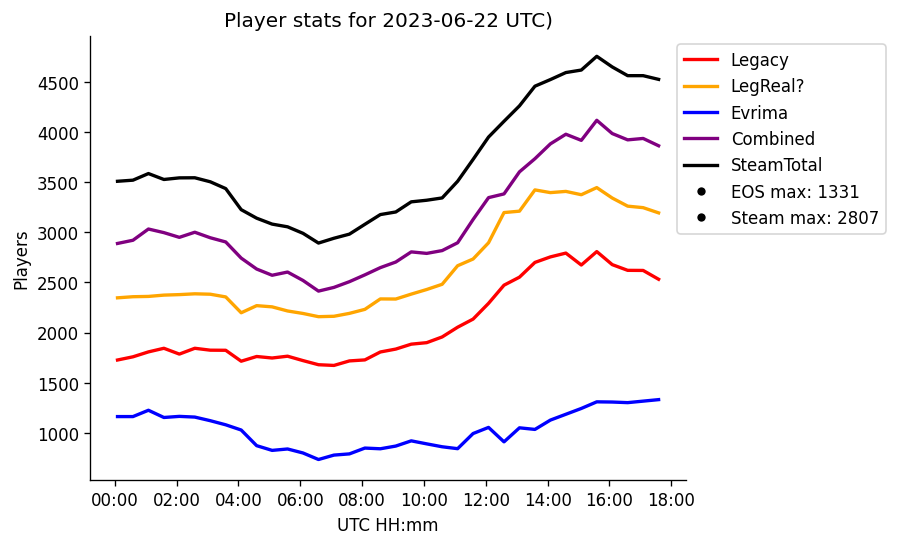 Player stats for 2023-06-22 UTC)
Players
4500
4000
3500
3000
2500
2000
1500
1000
00:00 02:00 04:00 06:00 08:00 10:00 12:00 14:00 16:00 18:00
UTC HH:mm
Legacy
LegReal?
Evrima
Combined
SteamTotal
EOS max: 1331
Steam max: 2807